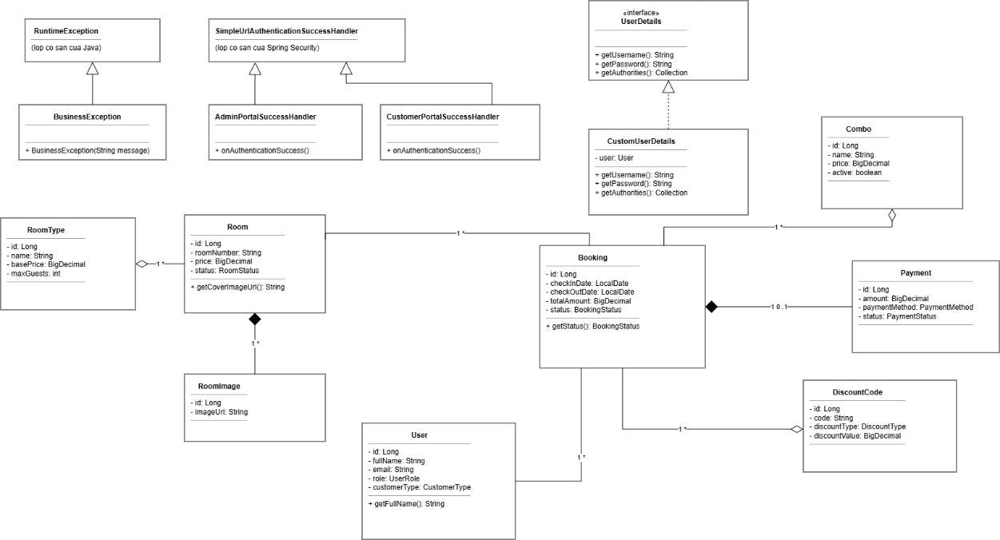 RuntimeException
(lop co san cua Java)
BusinessException
+ BusinessException(String message)
SimpleUrlAuthenticationSuccessHandler
(lop co san cua Spring Security)
AdminPortalSuccessHandler
+ onAuthenticationSuccess()
CustomerPortalSuccessHandler
+ onAuthenticationSuccess()
«interface»
UserDetails
+ getUsername(): String
+ getPassword(): String
+ getAuthorities(): Collection
CustomUserDetails
- user: User
+ getUsername(): String
+ getPassword(): String
+ getAuthorities(): Collection
Combo
- id: Long
- name: String
- price: BigDecimal
- active: boolean
RoomType
- id: Long
- name: String
- basePrice: BigDecimal
- maxGuests: int
1 *
Room
- id: Long
- roomNumber: String
- price: BigDecimal
- status: RoomStatus
+ getCoverImageUrl(): String
1 *
1 *
Booking
- id: Long
- checkInDate: LocalDate
- checkOutDate: LocalDate
- totalAmount: BigDecimal
- status: BookingStatus
+ getStatus(): BookingStatus
1 0..1
Payment
- id: Long
- amount: BigDecimal
- paymentMethod: PaymentMethod
- status: PaymentStatus
1 *
RoomImage
- id: Long
- imageUrl: String
User
- id: Long
- fullName: String
- email: String
- role: UserRole
- customerType: CustomerType
+ getFullName(): String
1 *
1 *
DiscountCode
- id: Long
- code: String
- discountType: DiscountType
- discountValue: BigDecimal